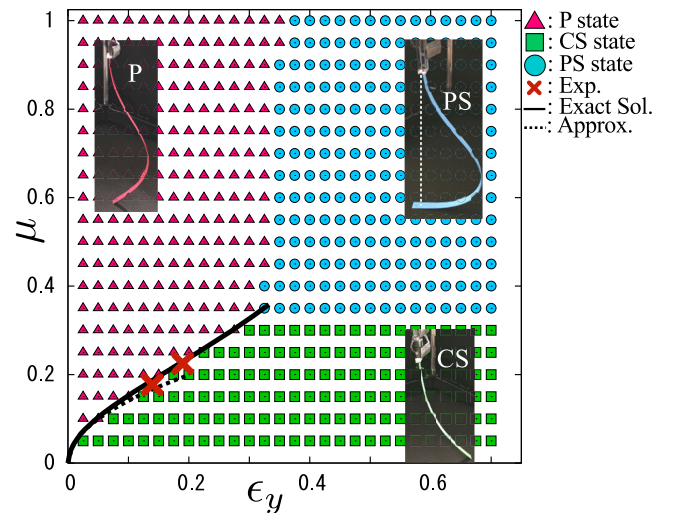 1
0.8
0.6
0.4
0.2
0
μ
0
0.2
0.4
0.6
ϵy
P
PS
CS
: P state
: CS state
: PS state
: Exp.
: Exact Sol.
: Approx.